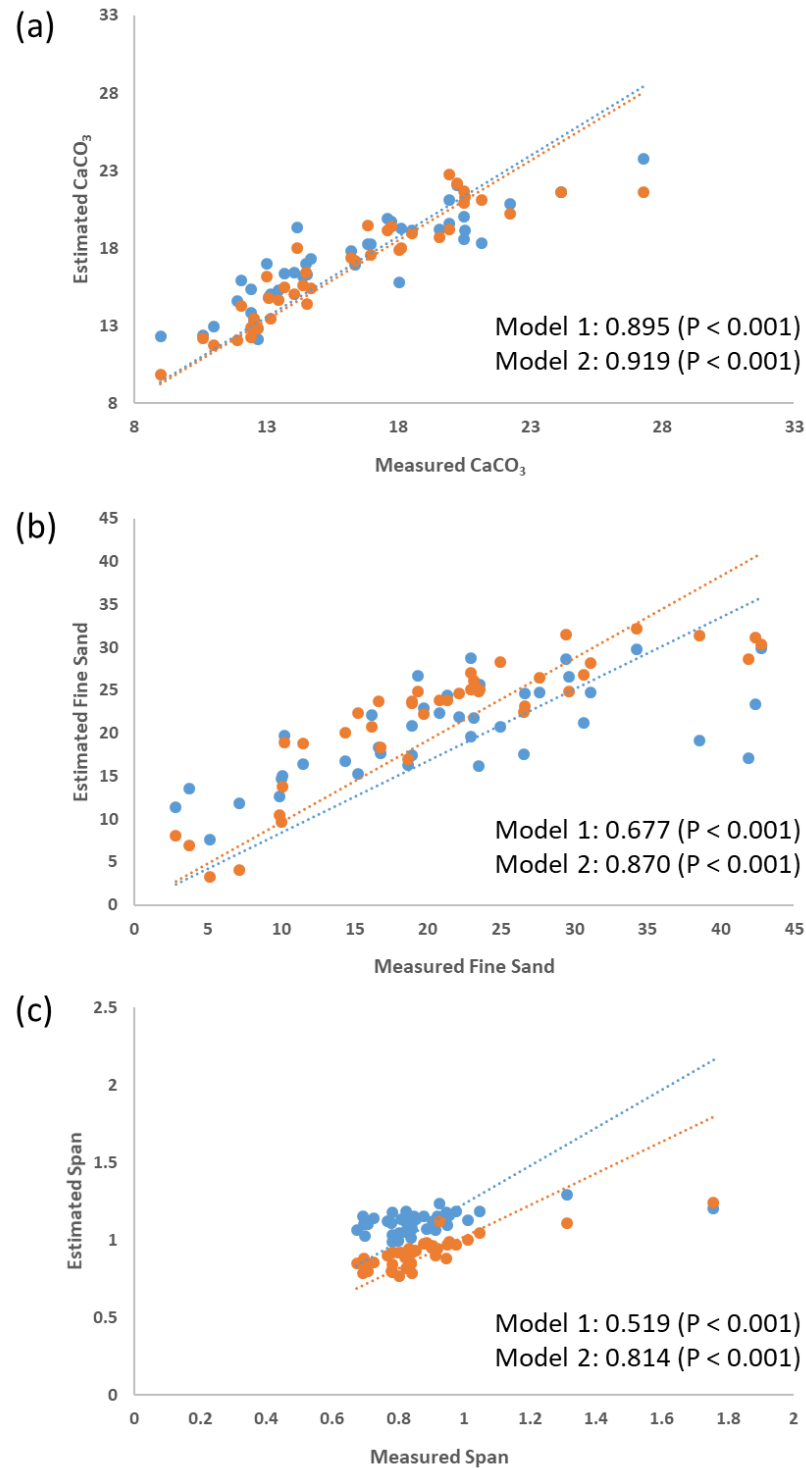 (a)
33
28
23
18
13
8
Estimated CaCO₃
Model 1: 0.895 (P < 0.001)
Model 2: 0.919 (P < 0.001)
8 13 18 23 28 33
Measured CaCO₃
(b)
45
40
35
30
25
20
15
10
5
0
Estimated Fine Sand
Model 1: 0.677 (P < 0.001)
Model 2: 0.870 (P < 0.001)
0 5 10 15 20 25 30 35 40 45
Measured Fine Sand
(c)
2.5
2
1.5
1
0.5
0
Estimated Span
Model 1: 0.519 (P < 0.001)
Model 2: 0.814 (P < 0.001)
0 0.2 0.4 0.6 0.8 1 1.2 1.4 1.6 1.8 2
Measured Span